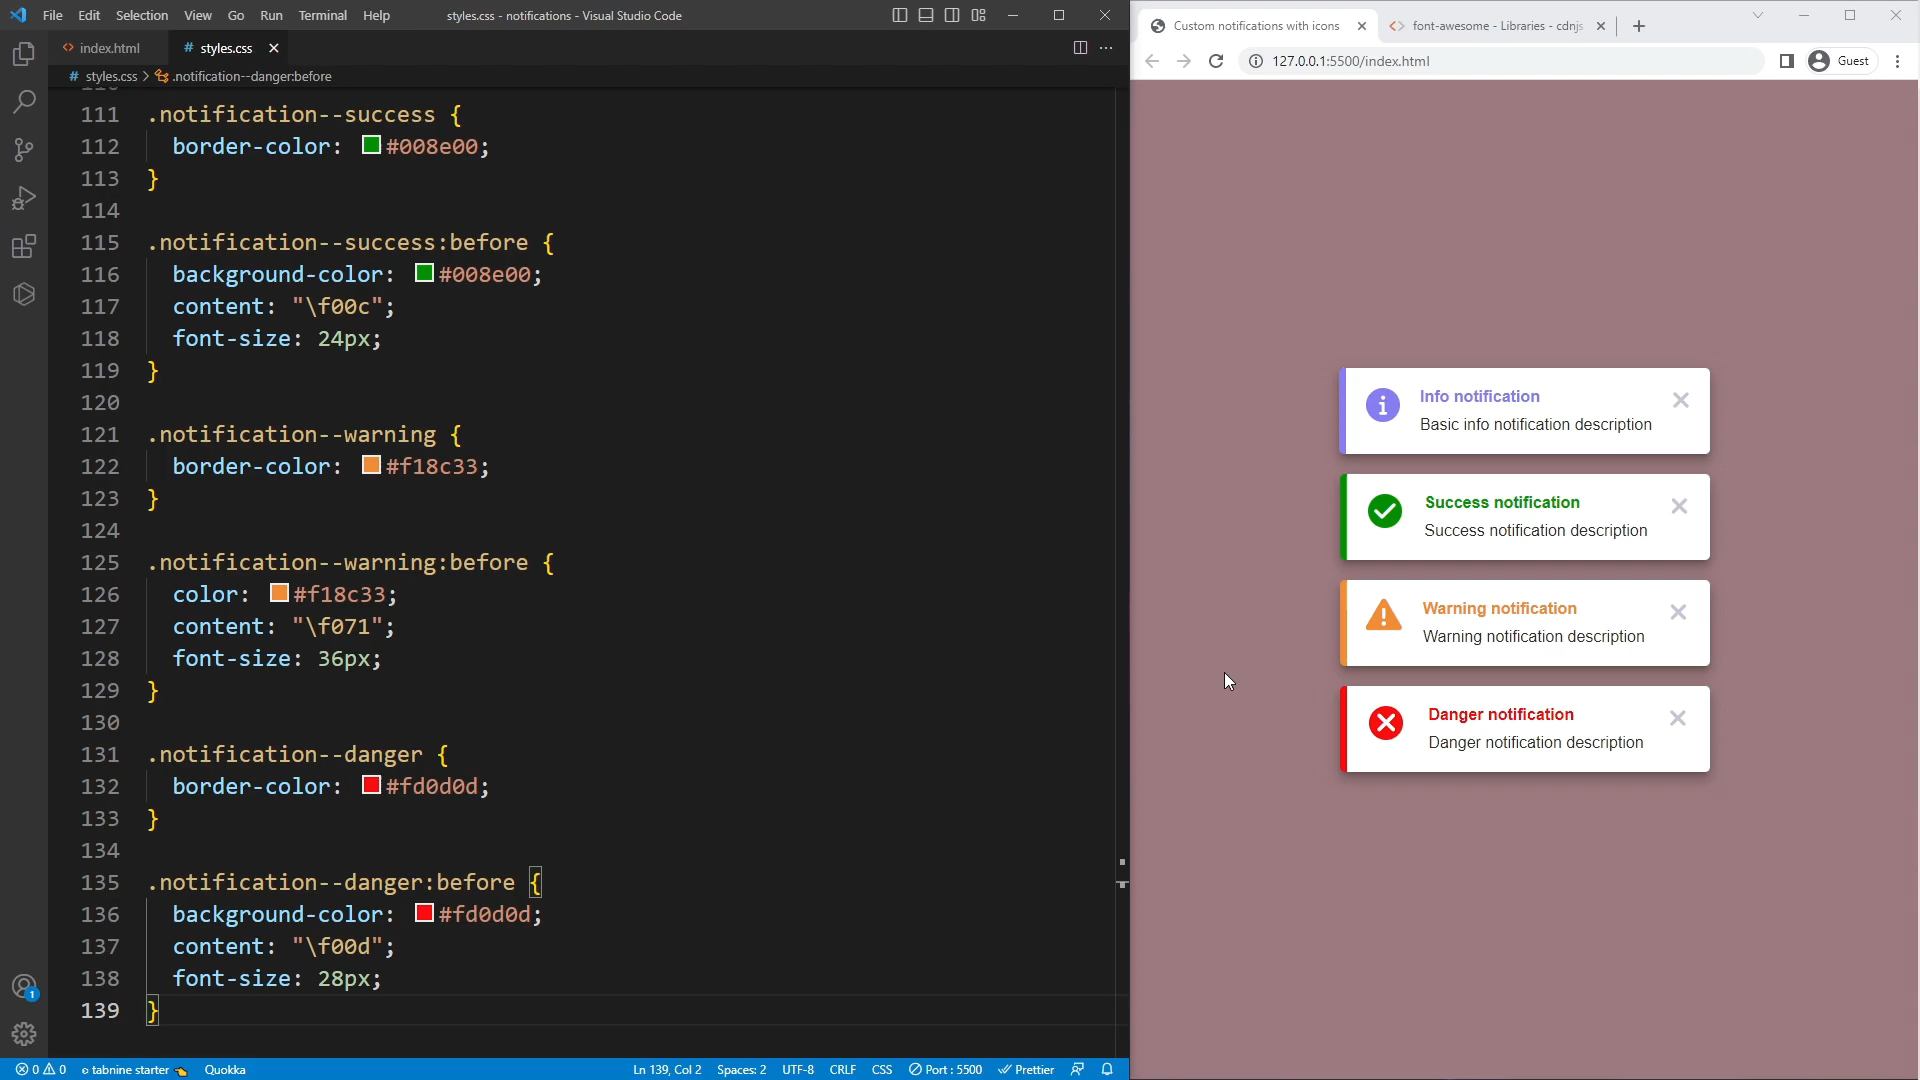 File Edit Selection View Go Run Terminal Help styles.css - notifications - Visual Studio Code
index.html # styles.css
# styles.css > .notification--danger:before
111 .notification--success {
112 border-color: #008e00;
113 }
114
115 .notification--success:before {
116 background-color: #008e00;
117 content: "\f00c";
118 font-size: 24px;
119 }
120
121 .notification--warning {
122 border-color: #f18c33;
123 }
124
125 .notification--warning:before {
126 color: #f18c33;
127 content: "\f071";
128 font-size: 36px;
129 }
130
131 .notification--danger {
132 border-color: #fd0d0d;
133 }
134
135 .notification--danger:before {
136 background-color: #fd0d0d;
137 content: "\f00d";
138 font-size: 28px;
139 }
1
0 0 tabnine starter Quokka Ln 139, Col 2 Spaces: 2 UTF-8 CRLF CSS Port : 5500 Prettier
Custom notifications with icons font-awesome - Libraries - cdnjs
127.0.0.1:5500/index.html Guest
Info notification
Basic info notification description
Success notification
Success notification description
Warning notification
Warning notification description
Danger notification
Danger notification description